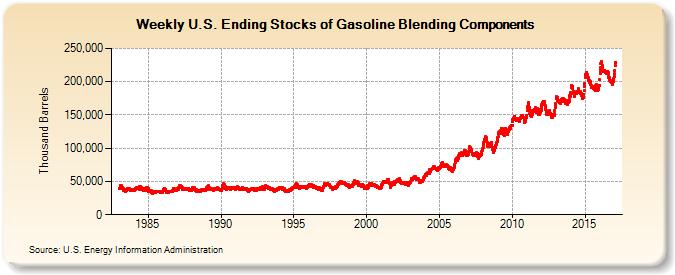 Weekly U.S. Ending Stocks of Gasoline Blending Components
Thousand Barrels
250,000
200,000
150,000
100,000
50,000
0
1985 1990 1995 2000 2005 2010 2015
Source: U.S. Energy Information Administration